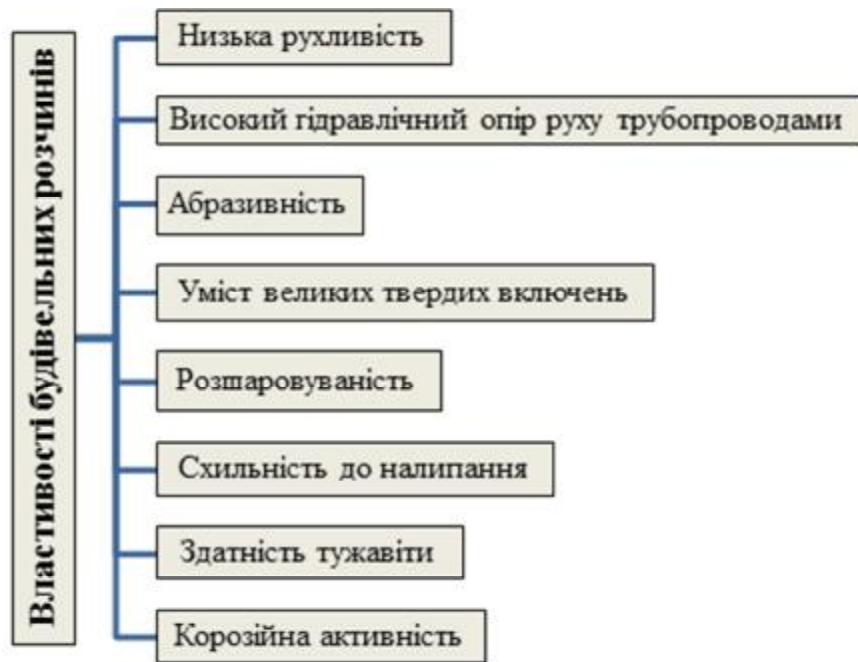 Властивості будівельних розчинів
Низька рухливість
Високий гідравлічний опір руху трубопроводами
Абразивність
Уміст великих твердих включень
Розшаровуваність
Схильність до налипання
Здатність тужавіти
Корозійна активність